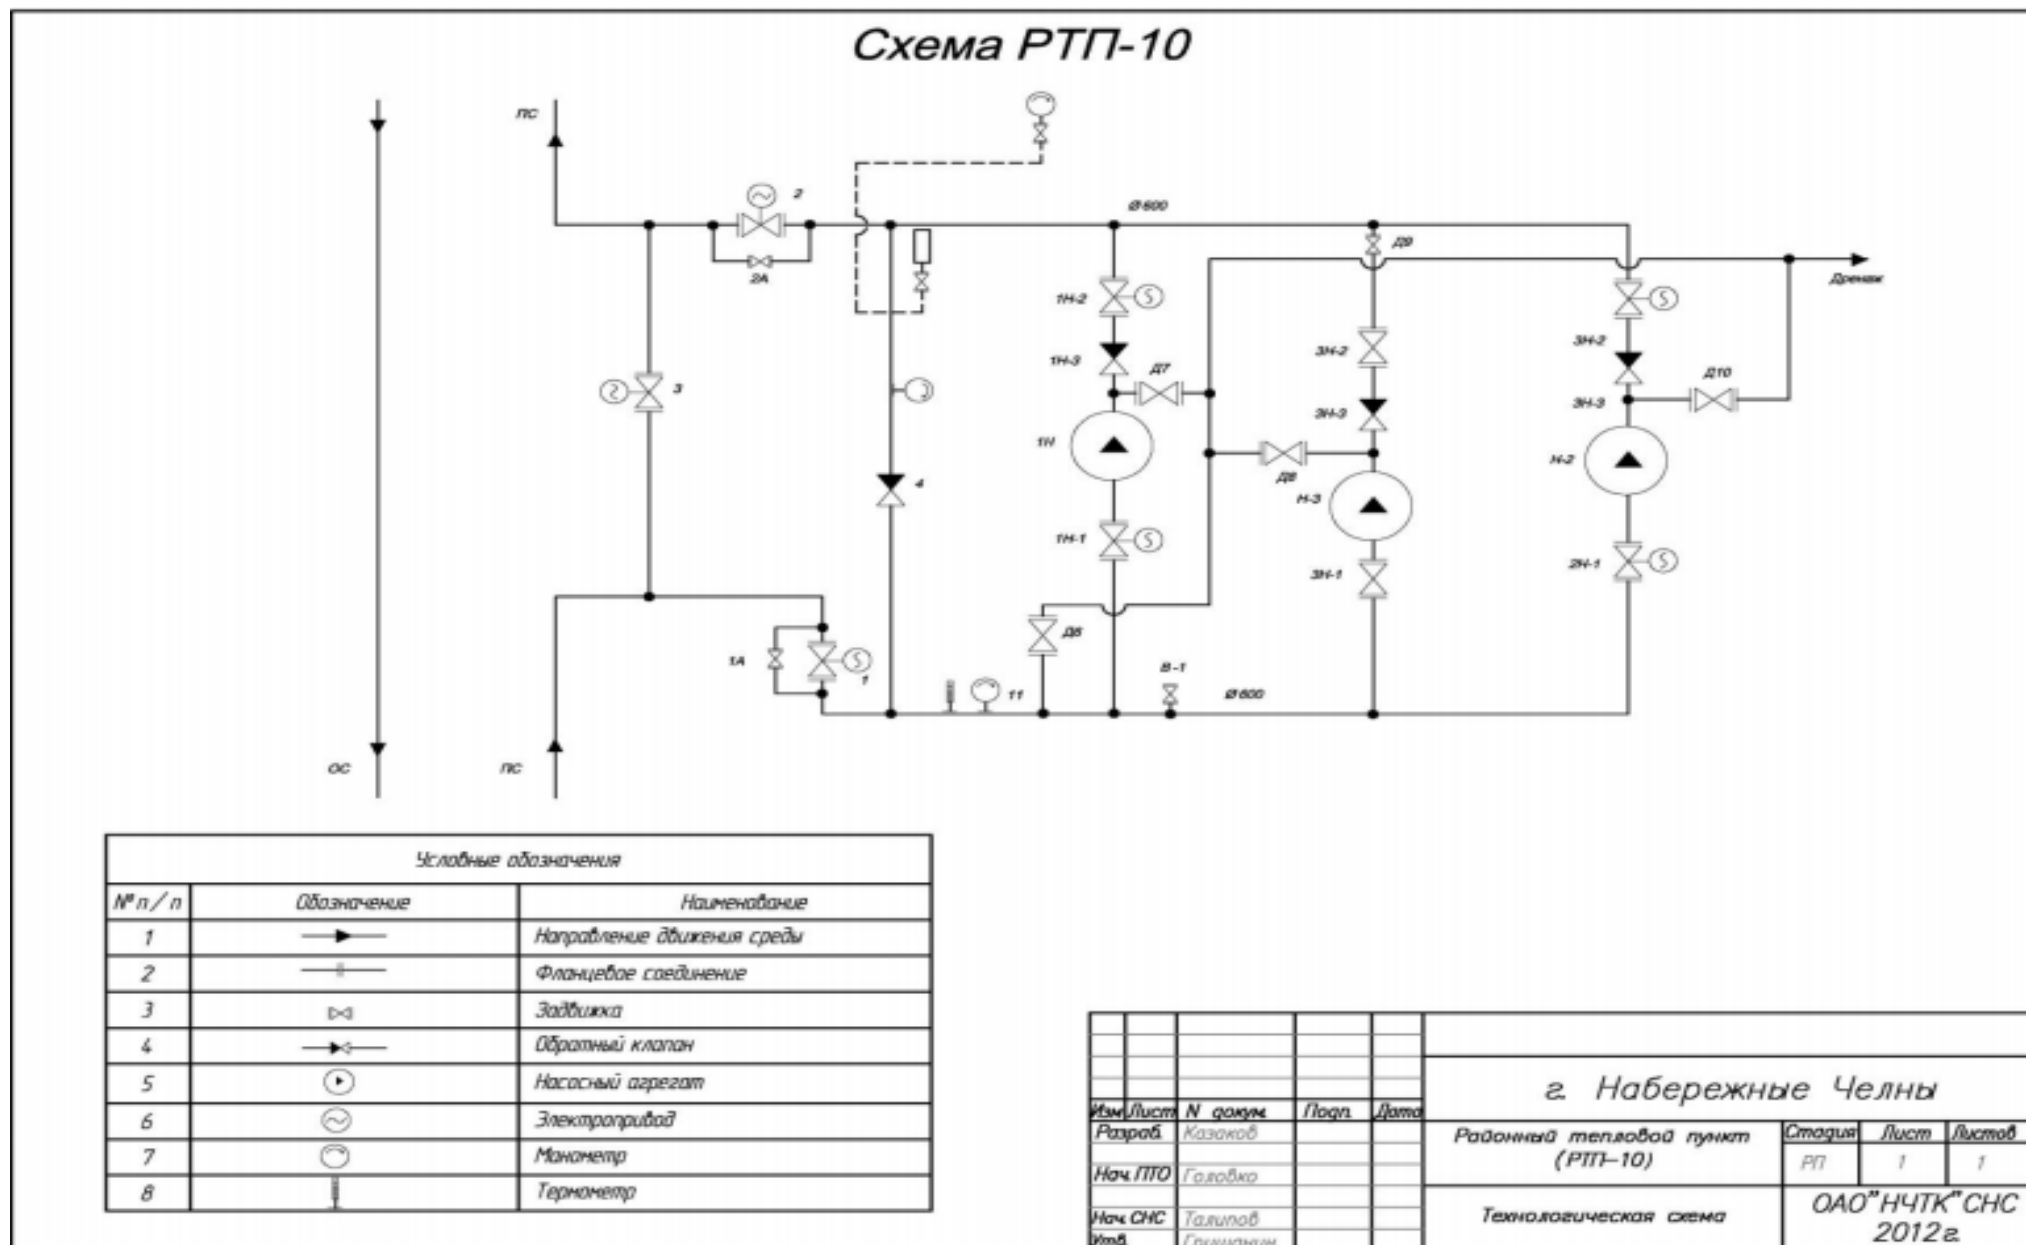 Схема РТП-10
ПС
2
Ø600
2А
Д9
Дренаж
1Н-2
3Н-2
3Н-2
1Н-3
Д7
Д10
3
3Н-3
3Н-3
1Н
Н-2
4
Д8
Н-3
1Н-1
3Н-1
2Н-1
Д6
1А
1
В-1
11
Ø600
ОС
ПС
Условные обозначения
№ п/п Обозначение Наименование
1 Направление движения среды
2 Фланцевое соединение
3 Задвижка
4 Обратный клапан
5 Насосный агрегат
6 Электропривод
7 Манометр
8 Термометр
г. Набережные Челны
Изм Лист N докум. Подп. Дата
Разраб. Казаков
Районный тепловой пункт
(РТП-10)
Стадия Лист Листов
РП 1 1
Нач. ПТО Головко
Нач. СНС Талипов
Технологическая схема
ОАО"НЧТК"СНС
2012г.
Утв. Гришанин